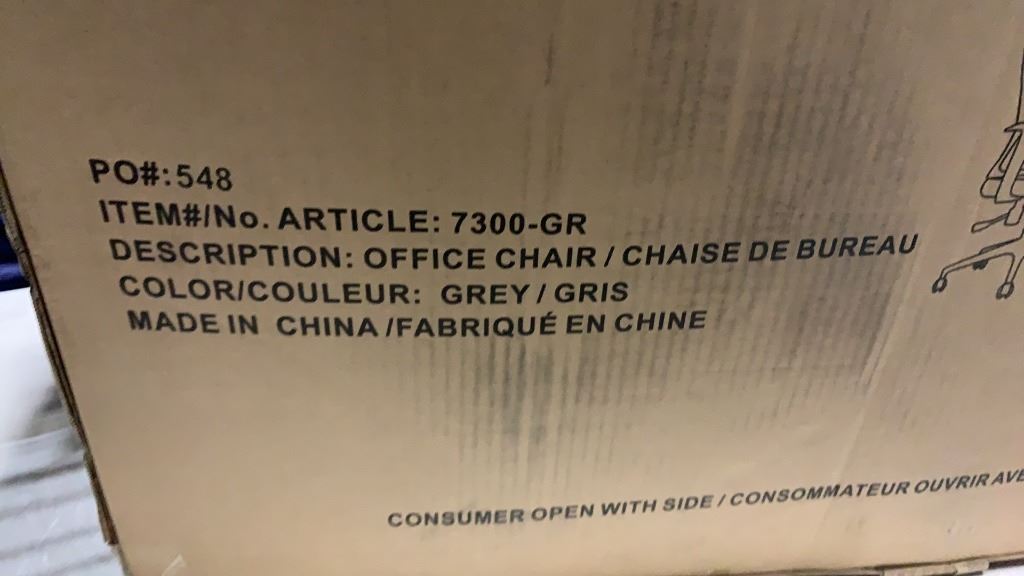 PO#:548
ITEM#/No. ARTICLE: 7300-GR
DESCRIPTION: OFFICE CHAIR / CHAISE DE BUREAU
COLOR/COULEUR: GREY / GRIS
MADE IN CHINA /FABRIQUÉ EN CHINE
CONSUMER OPEN WITH SIDE / CONSOMMATEUR OUVRIR